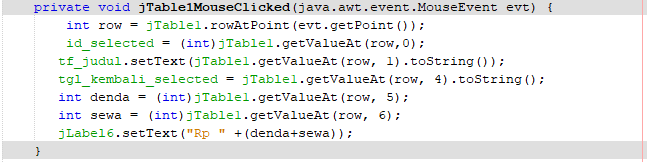 private void jTable1MouseClicked(java.awt.event.MouseEvent evt) {
int row = jTable1.rowAtPoint(evt.getPoint());
id_selected = (int)jTable1.getValueAt(row,0);
tf_judul.setText(jTable1.getValueAt(row, 1).toString());
tgl_kembali_selected = jTable1.getValueAt(row, 4).toString();
int denda = (int)jTable1.getValueAt(row, 5);
int sewa = (int)jTable1.getValueAt(row, 6);
jLabel6.setText("Rp " +(denda+sewa));
}